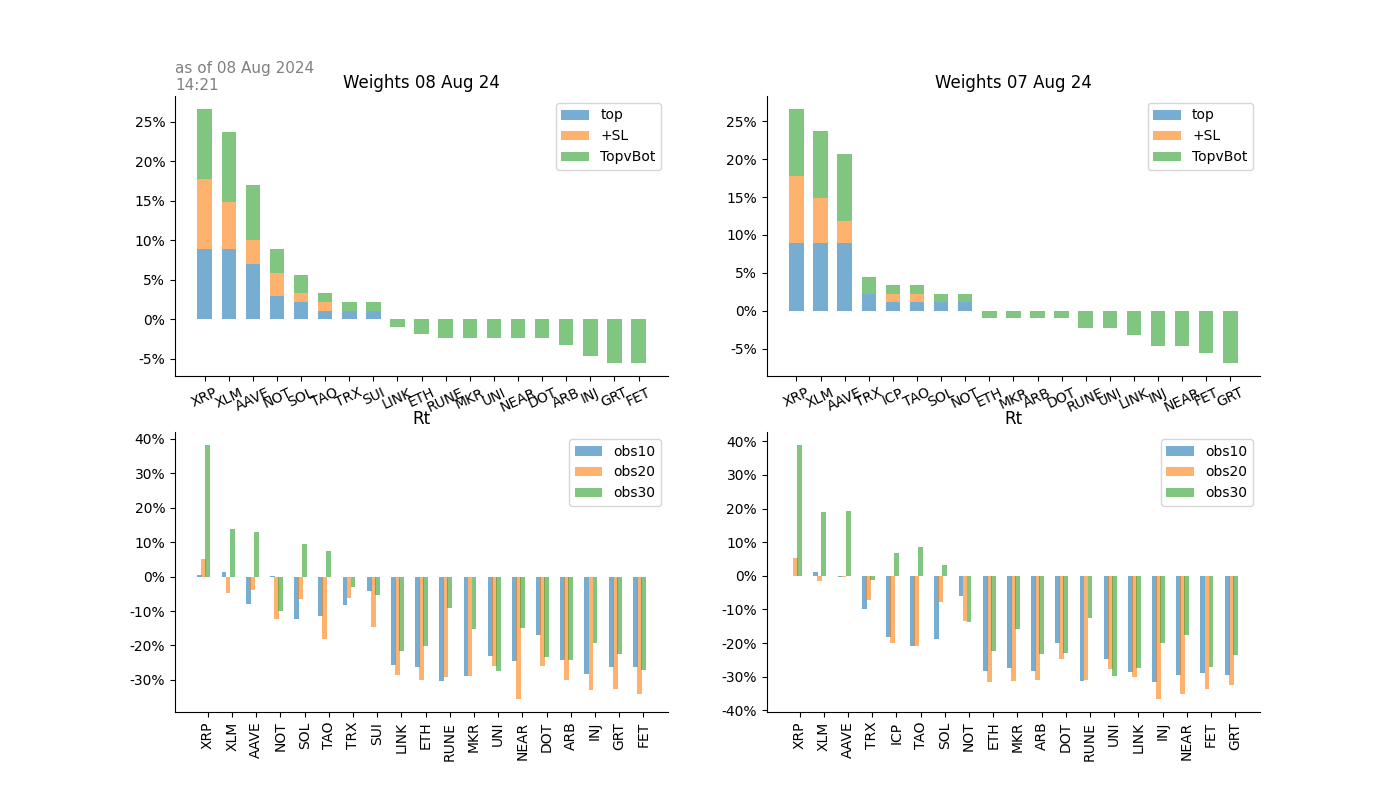 as of 08 Aug 2024
14:21
Weights 08 Aug 24
25%
20%
15%
10%
5%
0%
-5%
top
+SL
TopvBot
XRP XLM AAVE NOT SOL TAO TRX SUI LINK ETH RUNE MKR UNI NEAR DOT ARB INJ GRT FET
Weights 07 Aug 24
25%
20%
15%
10%
5%
0%
-5%
top
+SL
TopvBot
XRP XLM AAVE TRX ICP TAO SOL NOT ETH MKR ARB DOT RUNE UNI LINK INJ NEAR FET GRT
Rt
40%
30%
20%
10%
0%
-10%
-20%
-30%
obs10
obs20
obs30
XRP XLM AAVE NOT SOL TAO TRX SUI LINK ETH RUNE MKR UNI NEAR DOT ARB INJ GRT FET
Rt
40%
30%
20%
10%
0%
-10%
-20%
-30%
-40%
obs10
obs20
obs30
XRP XLM AAVE TRX ICP TAO SOL NOT ETH MKR ARB DOT RUNE UNI LINK INJ NEAR FET GRT